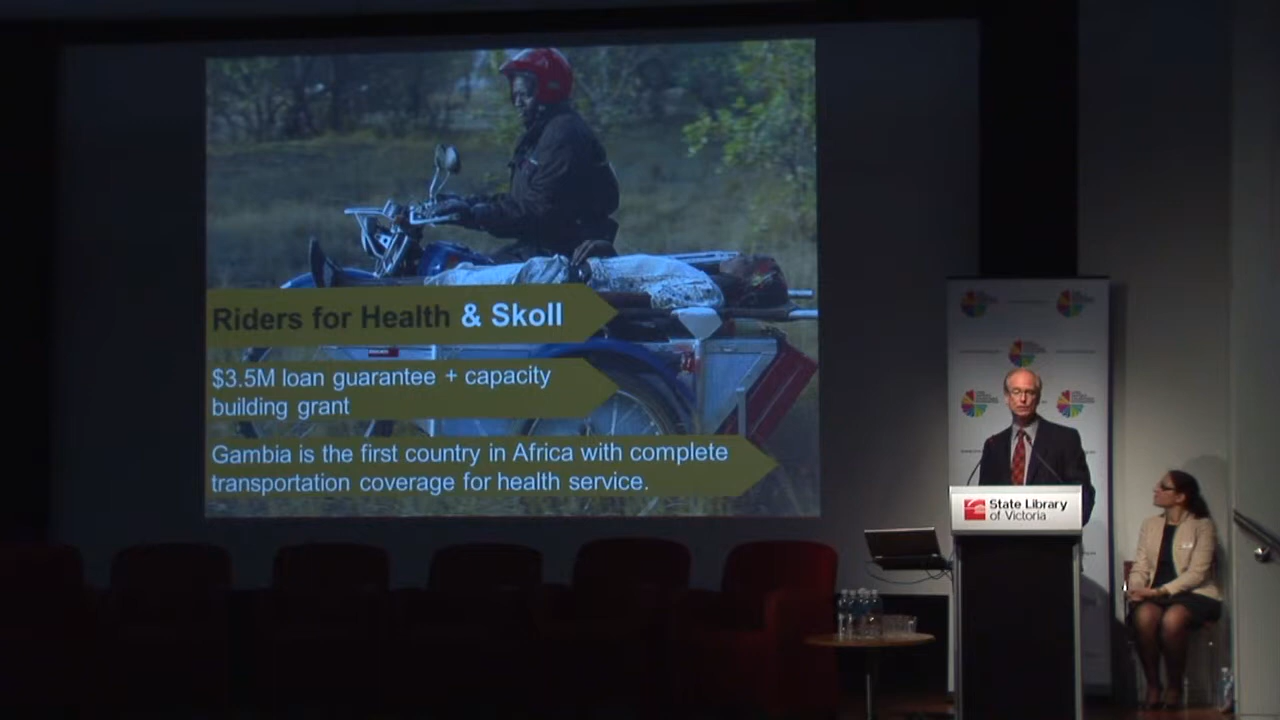 Riders for Health & Skoll
$3.5M loan guarantee + capacity
building grant
Gambia is the first country in Africa with complete
transportation coverage for health service.
State Library
of Victoria